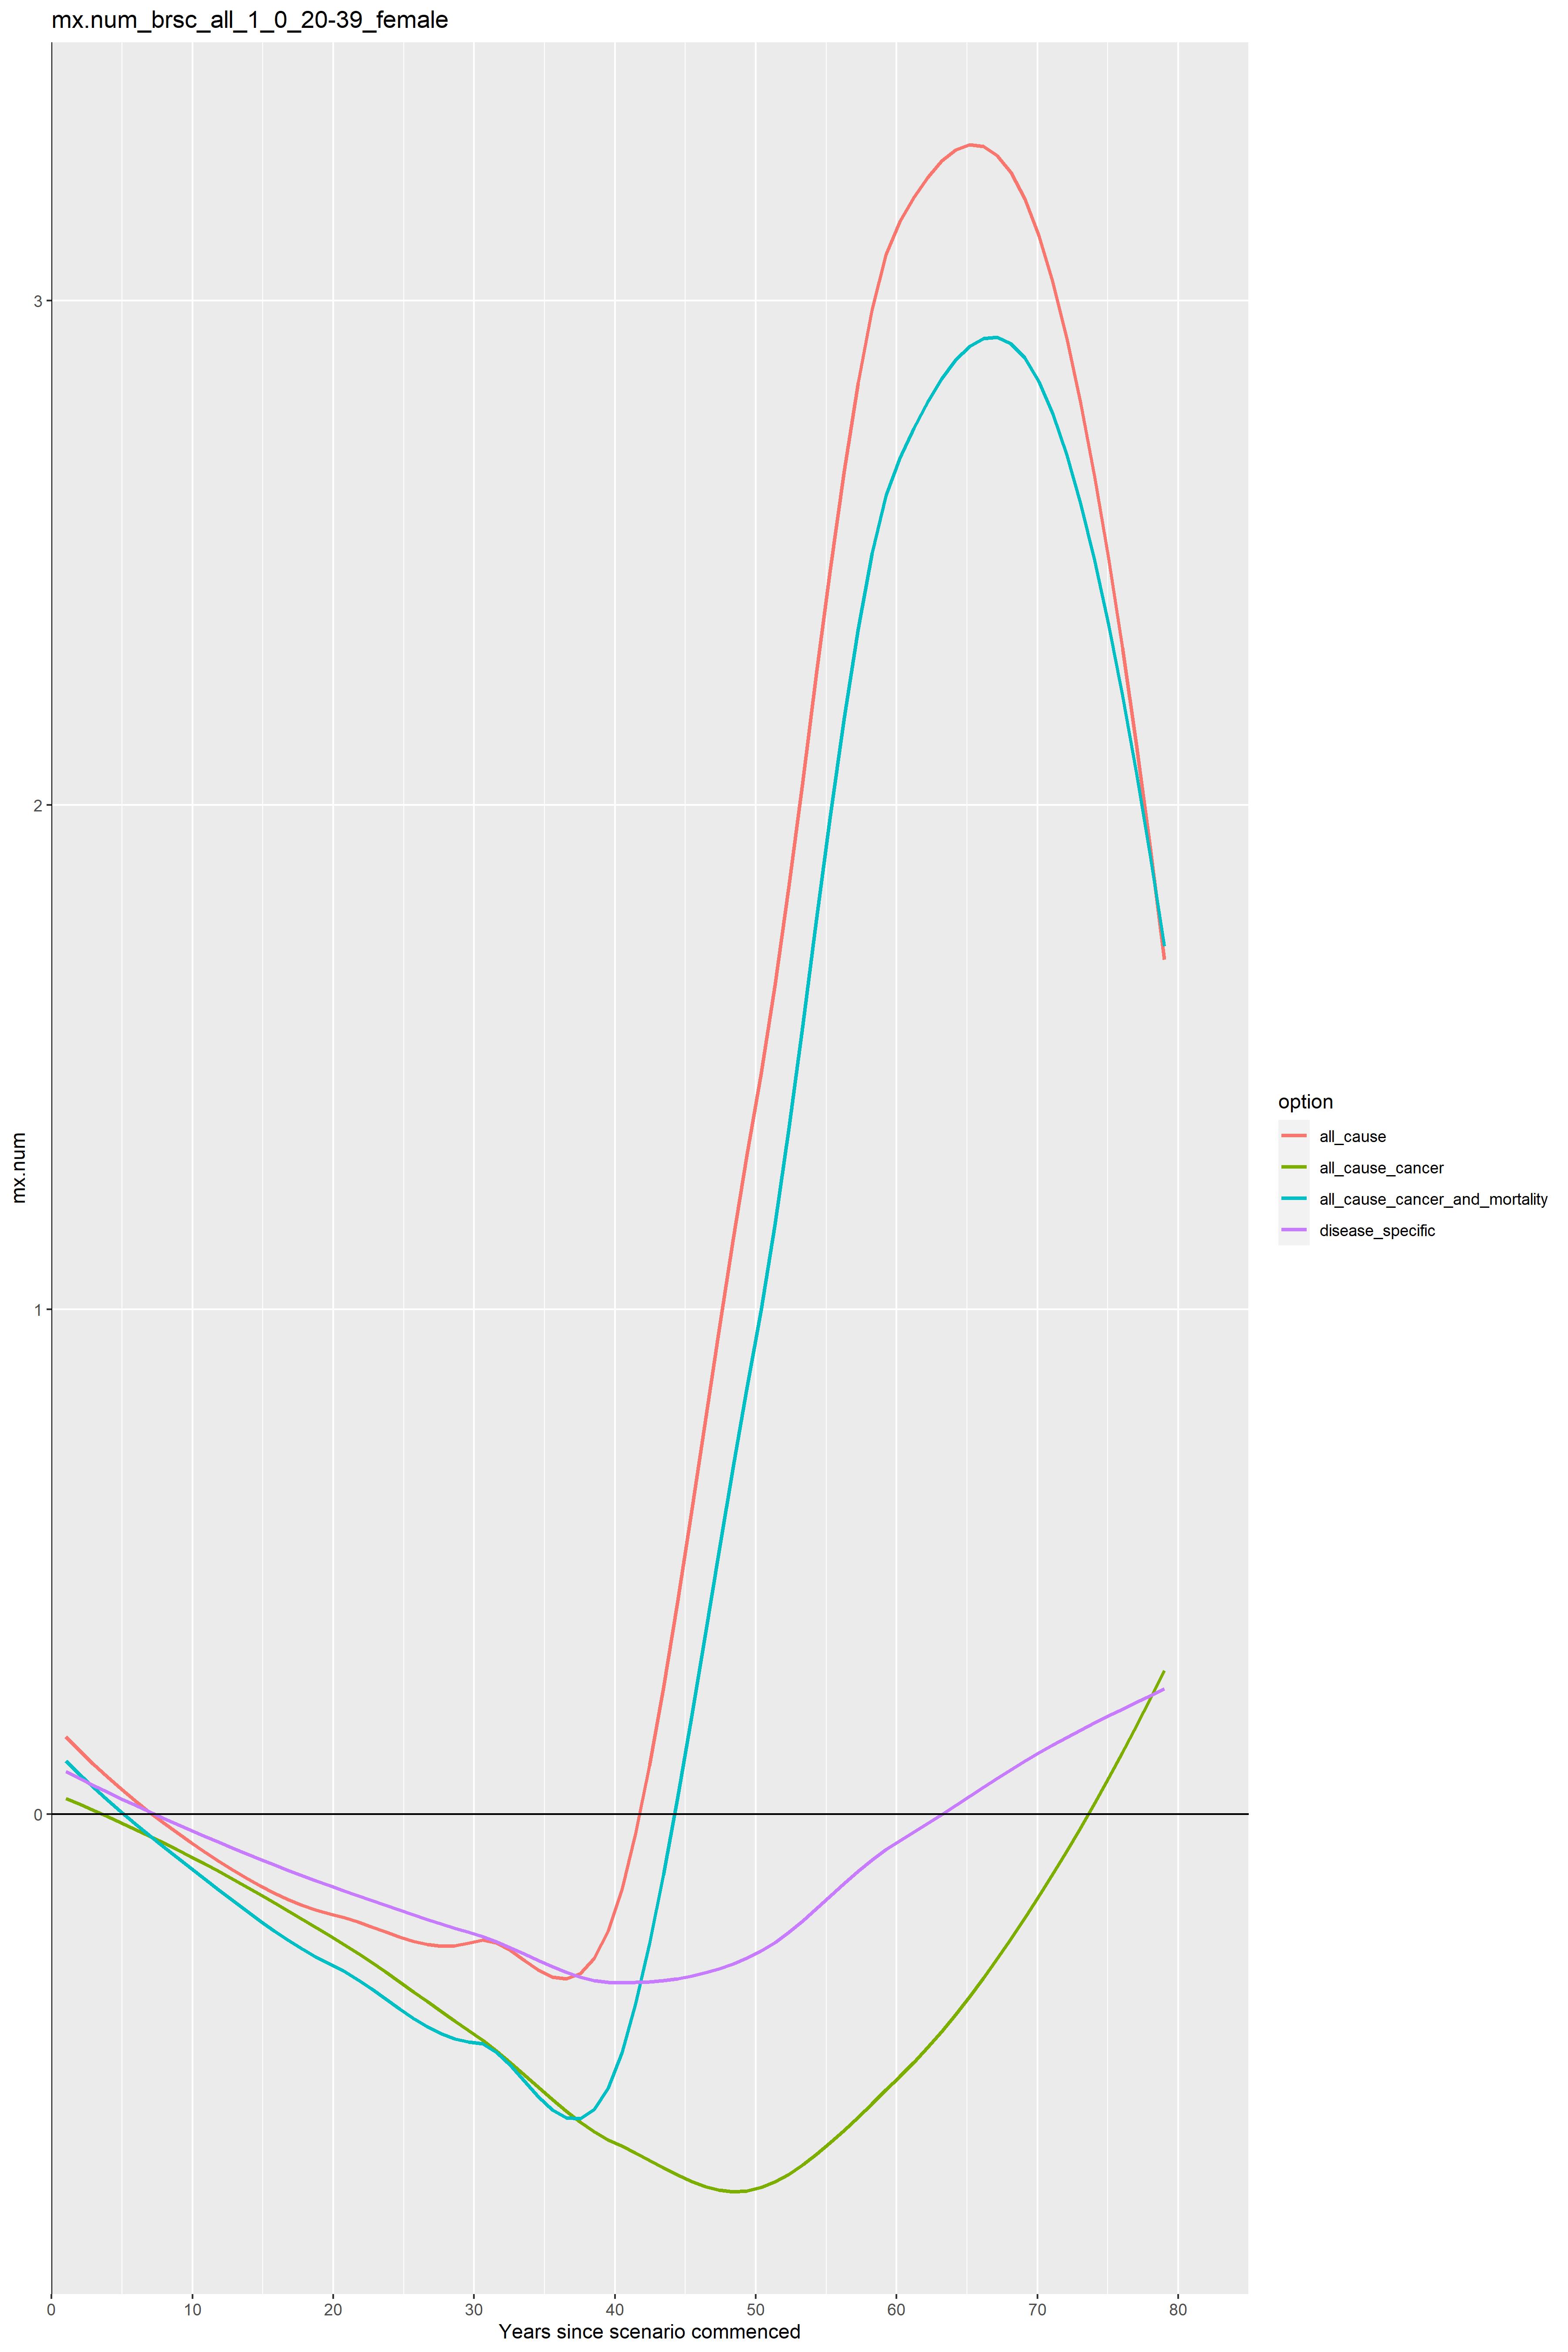 mx.num_brsc_all_1_0_20-39_female
3
2
1
0
mx.num
0 10 20 30 40 50 60 70 80
Years since scenario commenced
option
all_cause
all_cause_cancer
all_cause_cancer_and_mortality
disease_specific